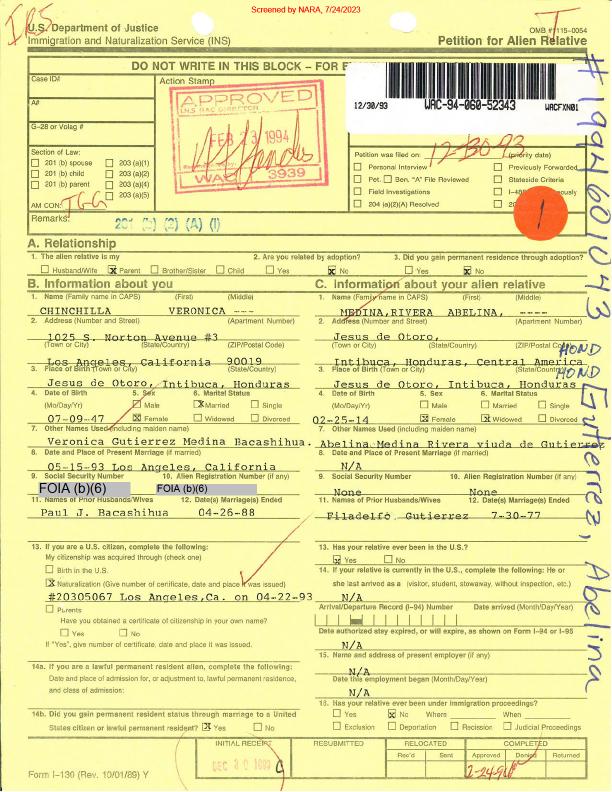 Screened by NARA, 7/24/2023
IRS
T
U.S. Department of Justice
Immigration and Naturalization Service (INS)
OMB #1115-0054
Petition for Alien Relative
DO NOT WRITE IN THIS BLOCK – FOR E
Case ID#
Action Stamp
A#
G-28 or Volag #
APPROVED
FEB 23 1994
WAC 3939
12/30/93 WAC-94-060-52343 WACFXN01
Section of Law:
201 (b) spouse 203 (a)(1)
201 (b) child 203 (a)(2)
201 (b) parent 203 (a)(4)
203 (a)(5)
AM CON: TGG
Petition was filed on: 12-30-93 (priority date)
Personal Interview Previously Forwarded
Pet. Ben. "A" File Reviewed Stateside Criteria
Field Investigations
204 (a)(2)(A) Resolved
1
Remarks: 201 (b) (2) (A) (I)
# 1994601043
HOND
HOND
Gutierrez, Abelina
A. Relationship
1. The alien relative is my 2. Are you related by adoption? 3. Did you gain permanent residence through adoption?
Husband/Wife X Parent Brother/Sister Child Yes X No Yes X No
B. Information about you
1. Name (Family name in CAPS) (First) (Middle)
CHINCHILLA VERONICA ---
2. Address (Number and Street) (Apartment Number)
1025 S. Norton Avenue #3
(Town or City) (State/Country) (ZIP/Postal Code)
Los Angeles, California 90019
3. Place of Birth (Town or City) (State/Country)
Jesus de Otoro, Intibuca, Honduras
4. Date of Birth 5. Sex 6. Marital Status
(Mo/Day/Yr) Male X Married Single
07-09-47 X Female Widowed Divorced
7. Other Names Used (including maiden name)
Veronica Gutierrez Medina Bacashihua.
8. Date and Place of Present Marriage (if married)
05-15-93 Los Angeles, California
9. Social Security Number 10. Alien Registration Number (if any)
FOIA (b)(6) FOIA (b)(6)
11. Names of Prior Husbands/Wives 12. Date(s) Marriage(s) Ended
Paul J. Bacashihua 04-26-88
13. If you are a U.S. citizen, complete the following:
My citizenship was acquired through (check one)
Birth in the U.S.
X Naturalization (Give number of certificate, date and place it was issued)
#20305067 Los Angeles,Ca. on 04-22-93
Parents
Have you obtained a certificate of citizenship in your own name?
Yes No
If "Yes", give number of certificate, date and place it was issued.
14a. If you are a lawful permanent resident alien, complete the following:
Date and place of admission for, or adjustment to, lawful permanent residence,
and class of admission:
14b. Did you gain permanent resident status through marriage to a United
States citizen or lawful permanent resident? X Yes No
C. Information about your alien relative
1. Name (Family name in CAPS) (First) (Middle)
MEDINA,RIVERA ABELINA, ----
2. Address (Number and Street) (Apartment Number)
Jesus de Otoro
(Town or City) (State/Country) (ZIP/Postal Code)
Intibuca, Honduras, Central America
3. Place of Birth (Town or City) (State/Country)
Jesus de Otoro, Intibuca, Honduras
4. Date of Birth 5. Sex 6. Marital Status
(Mo/Day/Yr) Male Married Single
02-25-14 X Female X Widowed Divorced
7. Other Names Used (including maiden name)
Abelina Medina Rivera viuda de Gutierrez
8. Date and Place of Present Marriage (if married)
N/A
9. Social Security Number 10. Alien Registration Number (if any)
None None
11. Names of Prior Husbands/Wives 12. Date(s) Marriage(s) Ended
Filadelfo Gutierrez 7-30-77
13. Has your relative ever been in the U.S.?
X Yes No
14. If your relative is currently in the U.S., complete the following: He or
she last arrived as a (visitor, student, stowaway, without inspection, etc.)
N/A
Arrival/Departure Record (I-94) Number Date arrived (Month/Day/Year)
Date authorized stay expired, or will expire, as shown on Form I-94 or I-95
N/A
15. Name and address of present employer (if any)
N/A
Date this employment began (Month/Day/Year)
N/A
16. Has your relative ever been under immigration proceedings?
Yes X No Where When
Exclusion Deportation Recission Judicial Proceedings
INITIAL RECEIPT RESUBMITTED RELOCATED COMPLETED
Rec'd Sent Approved Denied Returned
Form I-130 (Rev. 10/01/89) Y